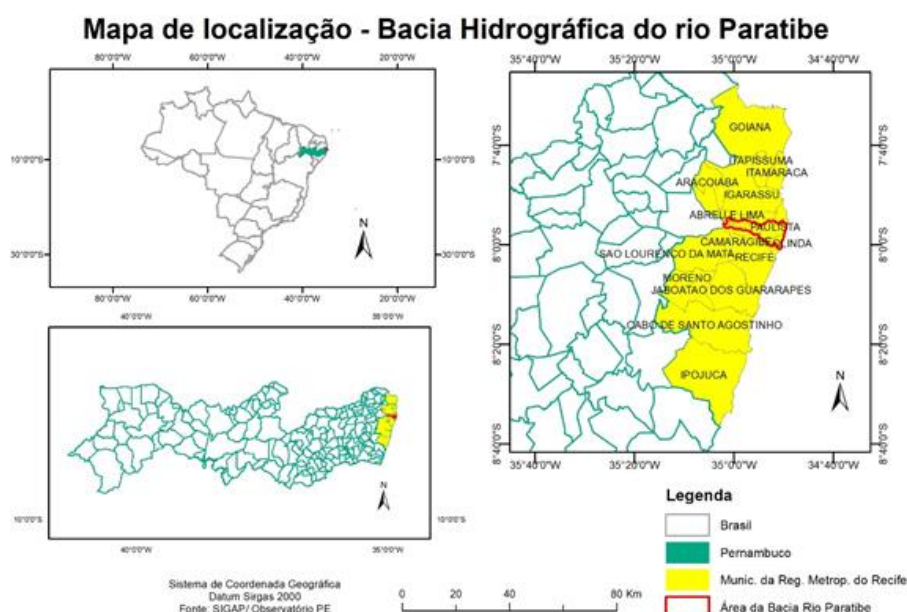 Mapa de localização - Bacia Hidrográfica do rio Paratibe
80°0'0"W 60°0'0"W 40°0'0"W 20°0'0"W
10°0'0"S
10°0'0"S
30°0'0"S
30°0'0"S
N
80°0'0"W 60°0'0"W 40°0'0"W 20°0'0"W
40°0'0"W 35°0'0"W
N
10°0'0"S
10°0'0"S
40°0'0"W 35°0'0"W
35°40'0"W 35°20'0"W 35°0'0"W 34°40'0"W
7°40'0"S
7°40'0"S
8°0'0"S
8°0'0"S
8°20'0"S
8°20'0"S
8°40'0"S
8°40'0"S
GOIANA
ITAPISSUMA
ITAMARACA
ARAÇOIABA
IGARASSU
ABRELLE LIMA
PAULISTA
CAMARAGIBE OLINDA
SAO LOURENCO DA MATA RECIFE
MORENO
JABOATAO DOS GUARARAPES
CABO DE SANTO AGOSTINHO
IPOJUCA
N
35°40'0"W 35°20'0"W 35°0'0"W 34°40'0"W
Legenda
Brasil
Pernambuco
Munic. da Reg. Metrop. do Recife
Área da Bacia Rio Paratibe
Sistema de Coordenada Geográfica
Datum Sirgas 2000
Fonte: SIGAP/ Observatório PE
0 20 40 80 Km